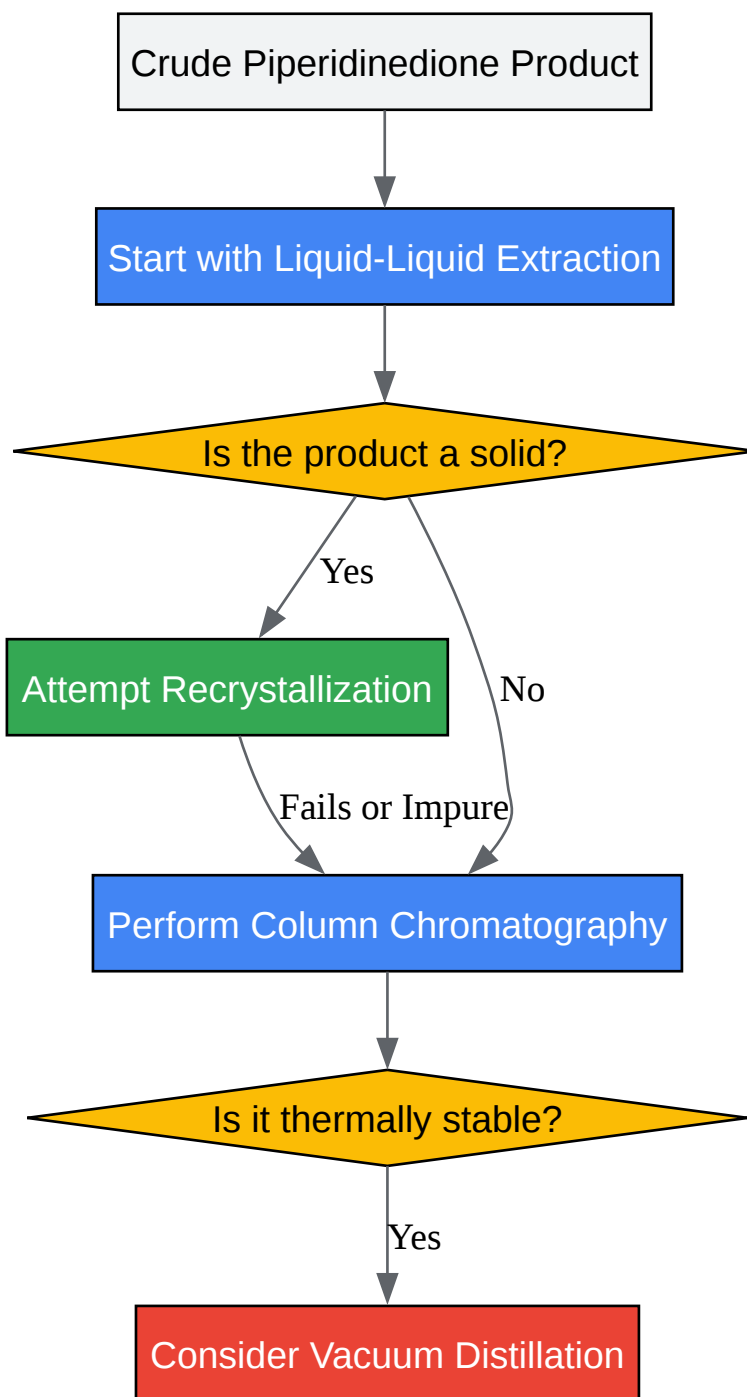 Crude Piperidinedione Product
Start with Liquid-Liquid Extraction
Is the product a solid?
Yes
Attempt Recrystallization
No
Fails or Impure
Perform Column Chromatography
Is it thermally stable?
Yes
Consider Vacuum Distillation